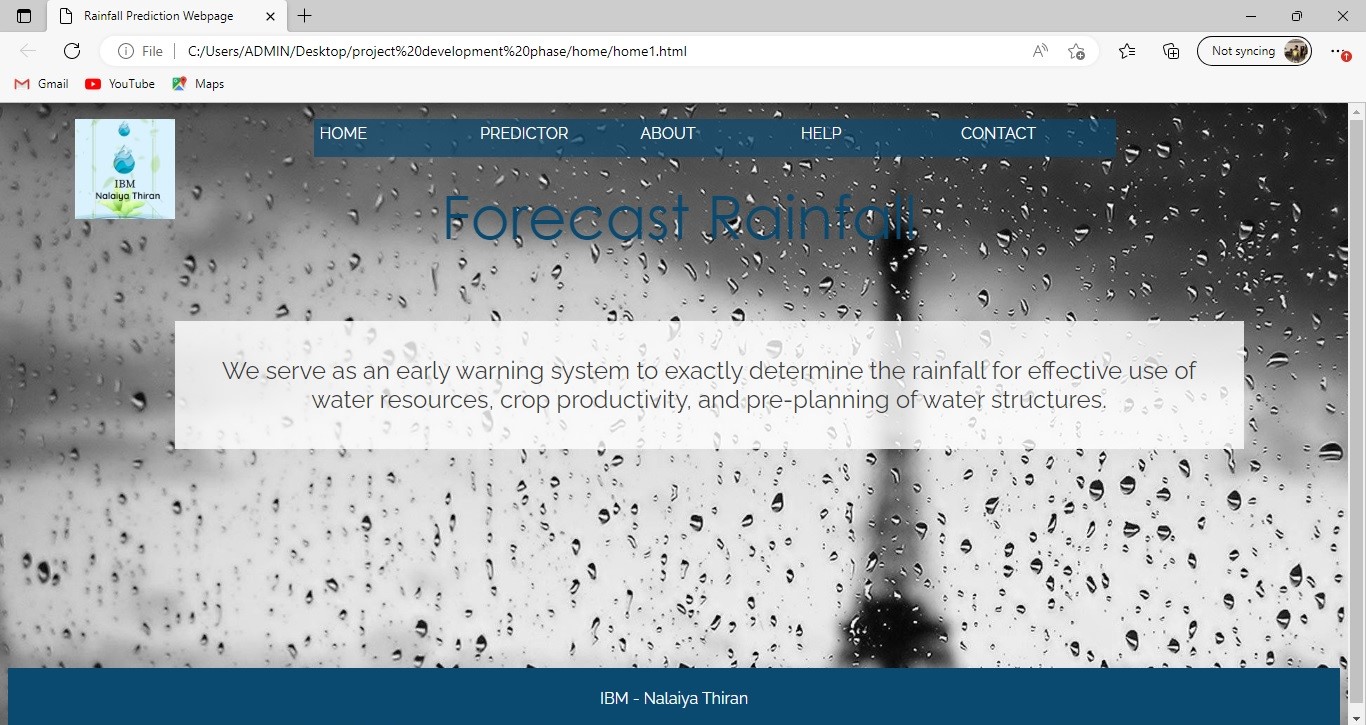 Rainfall Prediction Webpage
File
C:/Users/ADMIN/Desktop/project%20development%20phase/home/home1.html
Not syncing
Gmail
YouTube
Maps
IBM
Nalaiya Thiran
HOME PREDICTOR ABOUT HELP CONTACT
Forecast Rainfall
We serve as an early warning system to exactly determine the rainfall for effective use of
water resources, crop productivity, and pre-planning of water structures.
IBM - Nalaiya Thiran